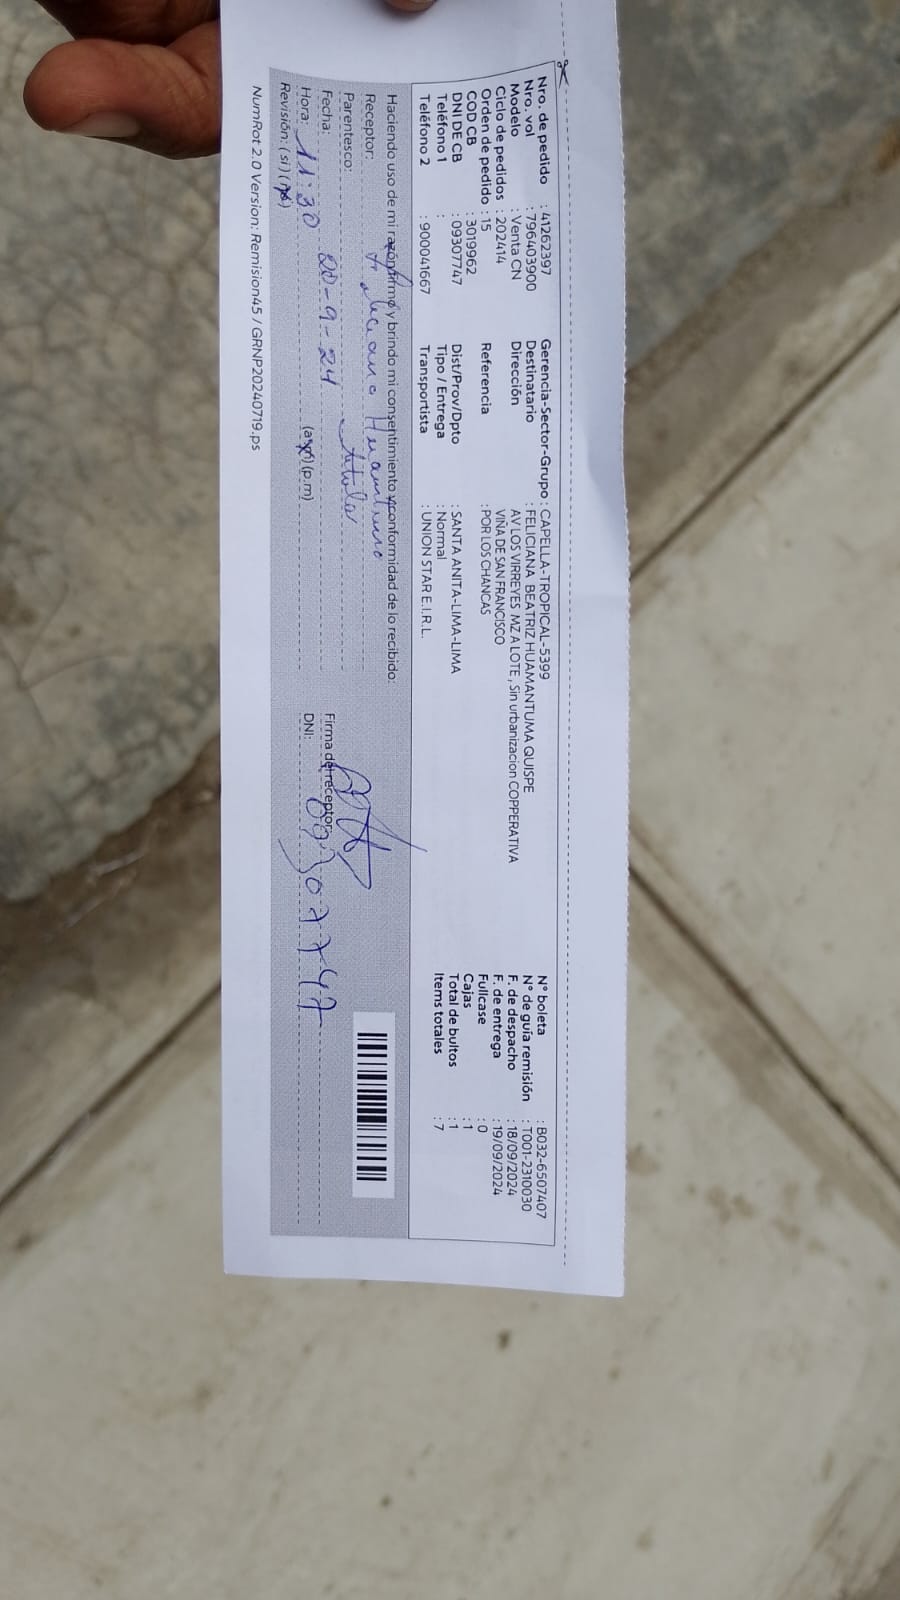 Nro. de pedido : 41262397
Nro. vol : 796403900
Modelo : Venta CN
Ciclo de pedidos : 202414
Orden de pedido : 15
COD CB : 3019962
DNI DE CB : 09307747
Teléfono 1 :
Teléfono 2 : 900041667
Gerencia-Sector-Grupo : CAPELLA-TROPICAL-5399
Destinatario : FELICIANA BEATRIZ HUAMANTUMA QUISPE
Dirección AV LOS VIRREYES MZ A LOTE , Sin urbanizacion COPPERATIVA
VIÑA DE SAN FRANCISCO
Referencia : POR LOS CHANCAS
Dist/Prov/Dpto : SANTA ANITA-LIMA-LIMA
Tipo / Entrega : Normal
Transportista : UNION STAR E.I.R.L.
N° boleta : B032-6507407
N° de guía remisión : T001-2310030
F. de despacho : 18/09/2024
F. de entrega : 19/09/2024
Fullcase : 0
Cajas : 1
Total de bultos : 1
Items totales : 7
Haciendo uso de mi razón firmo y brindo mi consentimiento y conformidad de lo recibido:
Receptor:
Parentesco: titular
Fecha: 20-9-24
Hora: 11:30 (a.m) (p.m)
Revisión: (si) (no)
Firma del receptor:
DNI: 09307747
NumRot 2.0 Version: Remision45 / GRNP20240719.ps